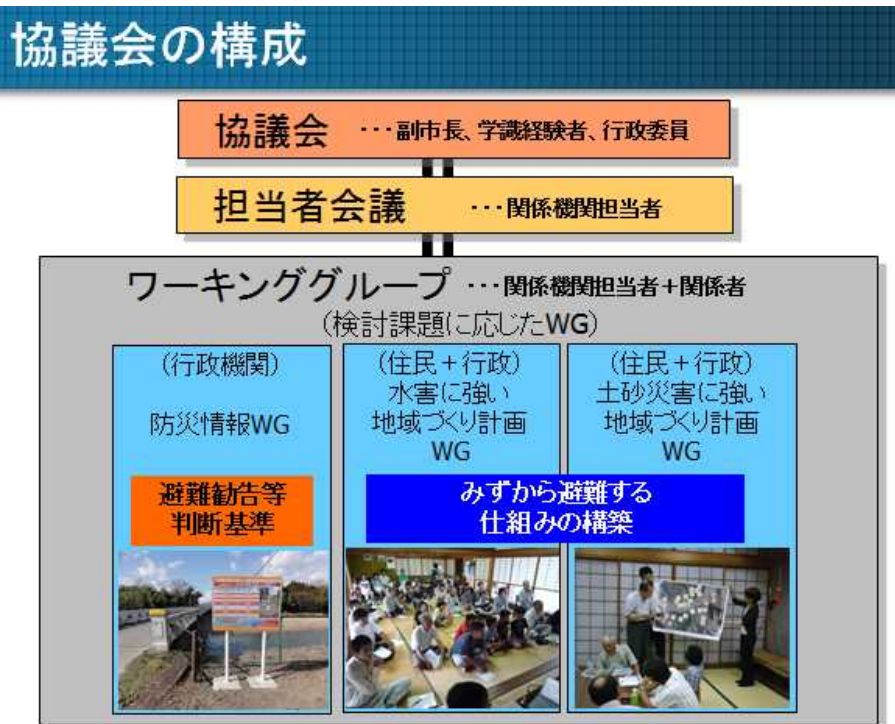 協議会の構成
協議会 ・・・副市長、学識経験者、行政委員
担当者会議 ・・・関係機関担当者
ワーキンググループ ・・・関係機関担当者＋関係者
（検討課題に応じたWG）
（行政機関）
防災情報WG
避難勧告等
判断基準
（住民＋行政）
水害に強い
地域づくり計画
WG
（住民＋行政）
土砂災害に強い
地域づくり計画
WG
みずから避難する
仕組みの構築